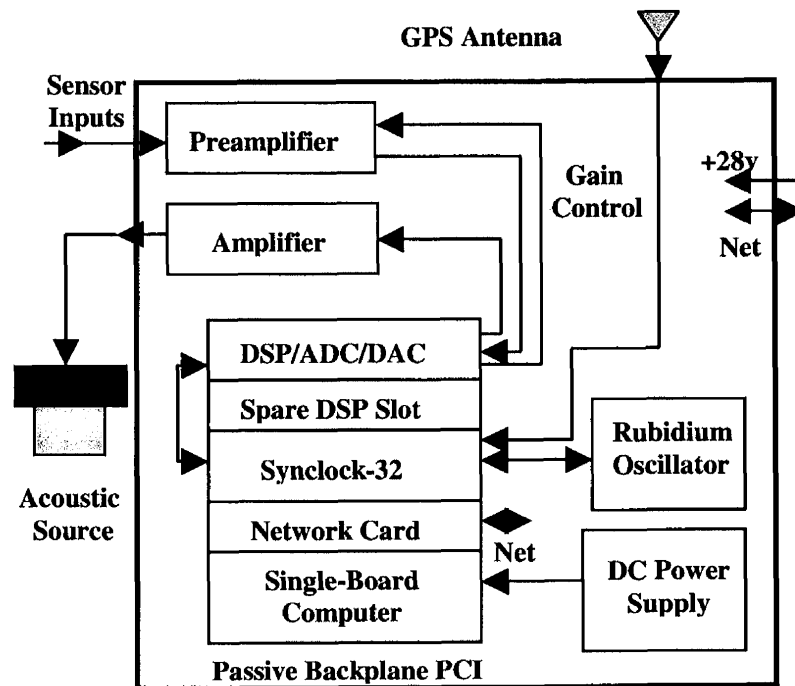 GPS Antenna
Sensor
Inputs
Preamplifier
Gain
Control
+28v
Net
Amplifier
DSP/ADC/DAC
Spare DSP Slot
Synclock-32
Rubidium
Oscillator
Acoustic
Source
Network Card
Net
Single-Board
Computer
DC Power
Supply
Passive Backplane PCI